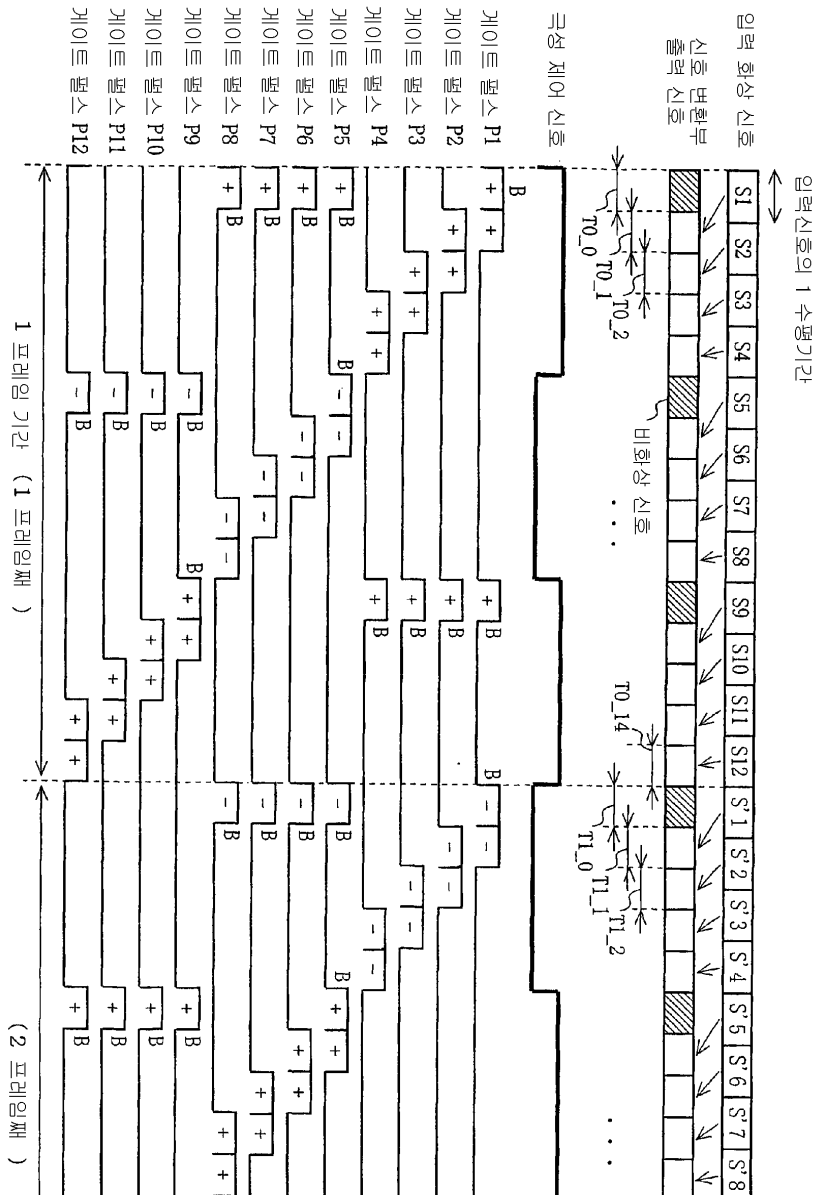 입력신호의 1 수평기간
입력 화상 신호 S1 S2 S3 S4 S5 S6 S7 S8 S9 S10 S11 S12 S'1 S'2 S'3 S'4 S'5 S'6 S'7 S'8
신호 변환부
출력 신호
비화상 신호
T0_0 T0_1 T0_2 ... T0_14 T1_0 T1_1 T1_2 ...
극성 제어 신호
게이트 펄스 P1 B + + + B B - -
게이트 펄스 P2 + + + B - -
게이트 펄스 P3 + + + B - -
게이트 펄스 P4 + + + B - -
게이트 펄스 P5 + B B - - - B B + +
게이트 펄스 P6 + B - - - B + +
게이트 펄스 P7 + B - - - B + +
게이트 펄스 P8 + B - - - B + +
게이트 펄스 P9 - B B + + + B
게이트 펄스 P10 - B + + + B
게이트 펄스 P11 - B + + + B
게이트 펄스 P12 - B + + + B
1 프레임 기간 (1 프레임째) (2 프레임째)